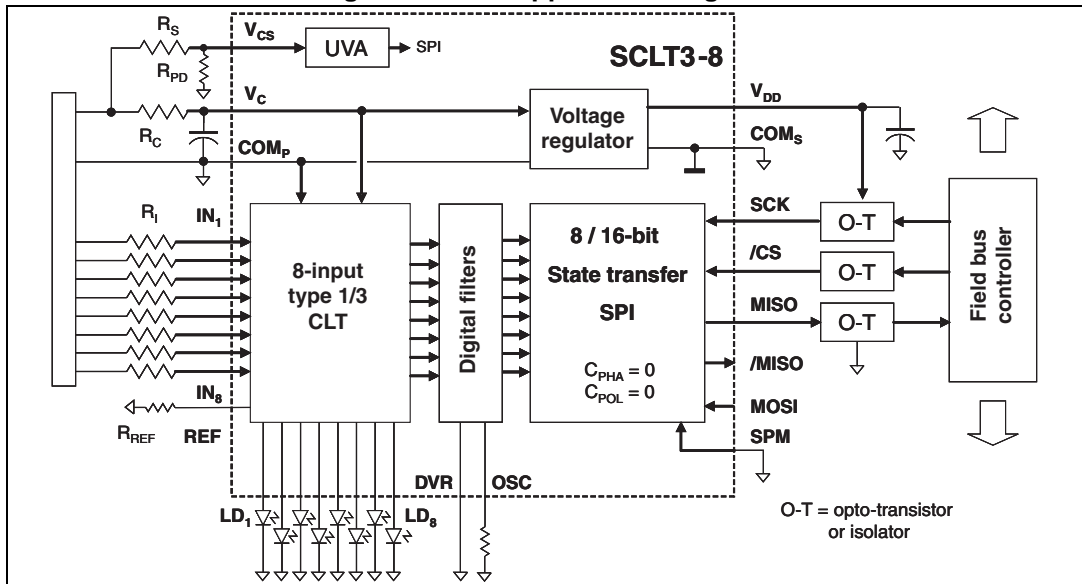 R_S
V_CS
UVA
SPI
SCLT3-8
R_PD
V_C
V_DD
Voltage
regulator
R_C
COM_P
COM_S
R_I
IN_1
8-input
type 1/3
CLT
Digital filters
8 / 16-bit
State transfer
SPI
C_PHA = 0
C_POL = 0
SCK
/CS
MISO
/MISO
MOSI
SPM
O-T
O-T
O-T
Field bus
controller
IN_8
R_REF
REF
DVR
OSC
LD_1
LD_8
O-T = opto-transistor
or isolator